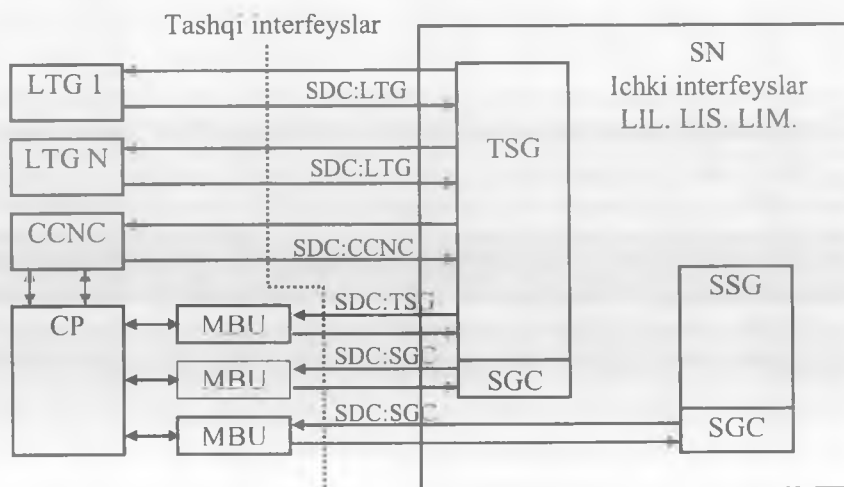 Tashqi interfeyslar
SN
Ichki interfeyslar
LIL. LIS. LIM.
LTG 1
SDC:LTG
TSG
LTG N
SDC:LTG
CCNC
SDC:CCNC
SSG
CP
MBU
SDC:TSG
MBU
SDC:SGC
SGC
MBU
SDC:SGC
SGC